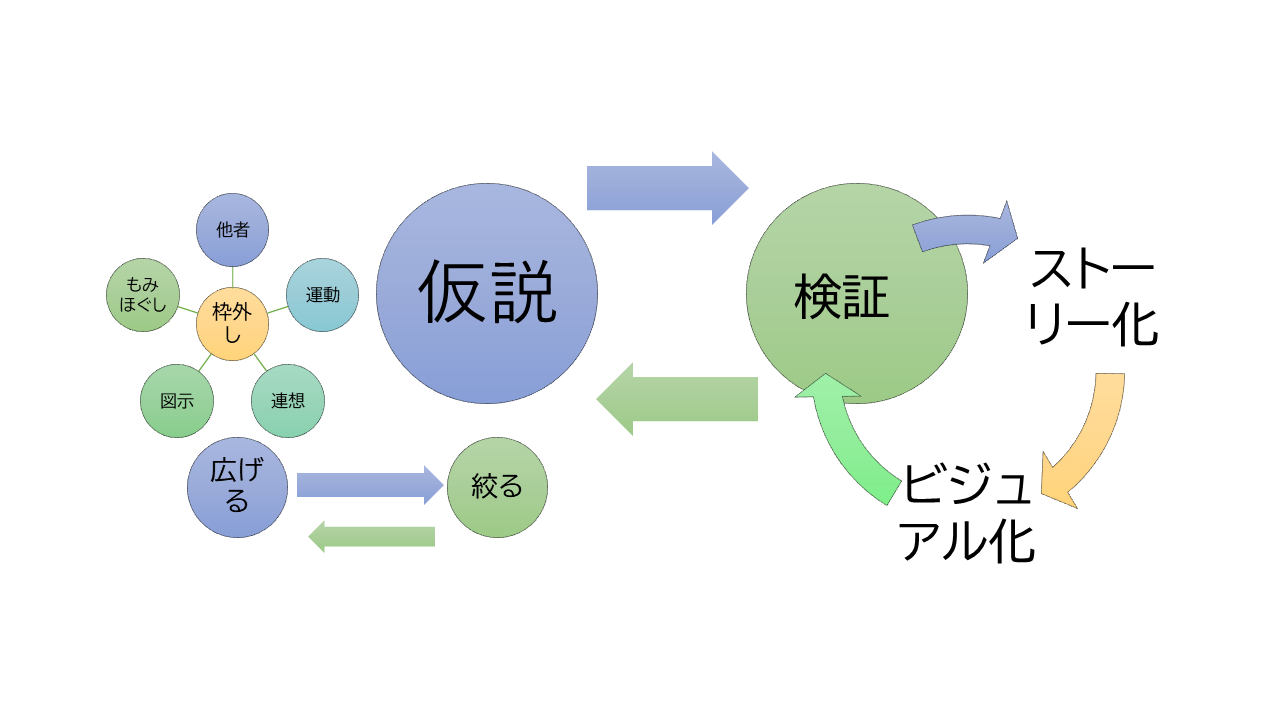 他者
もみ
ほぐし
運動
枠外
し
図示
連想
仮説
検証
ストー
リー化
ビジュ
アル化
広げ
る
絞る